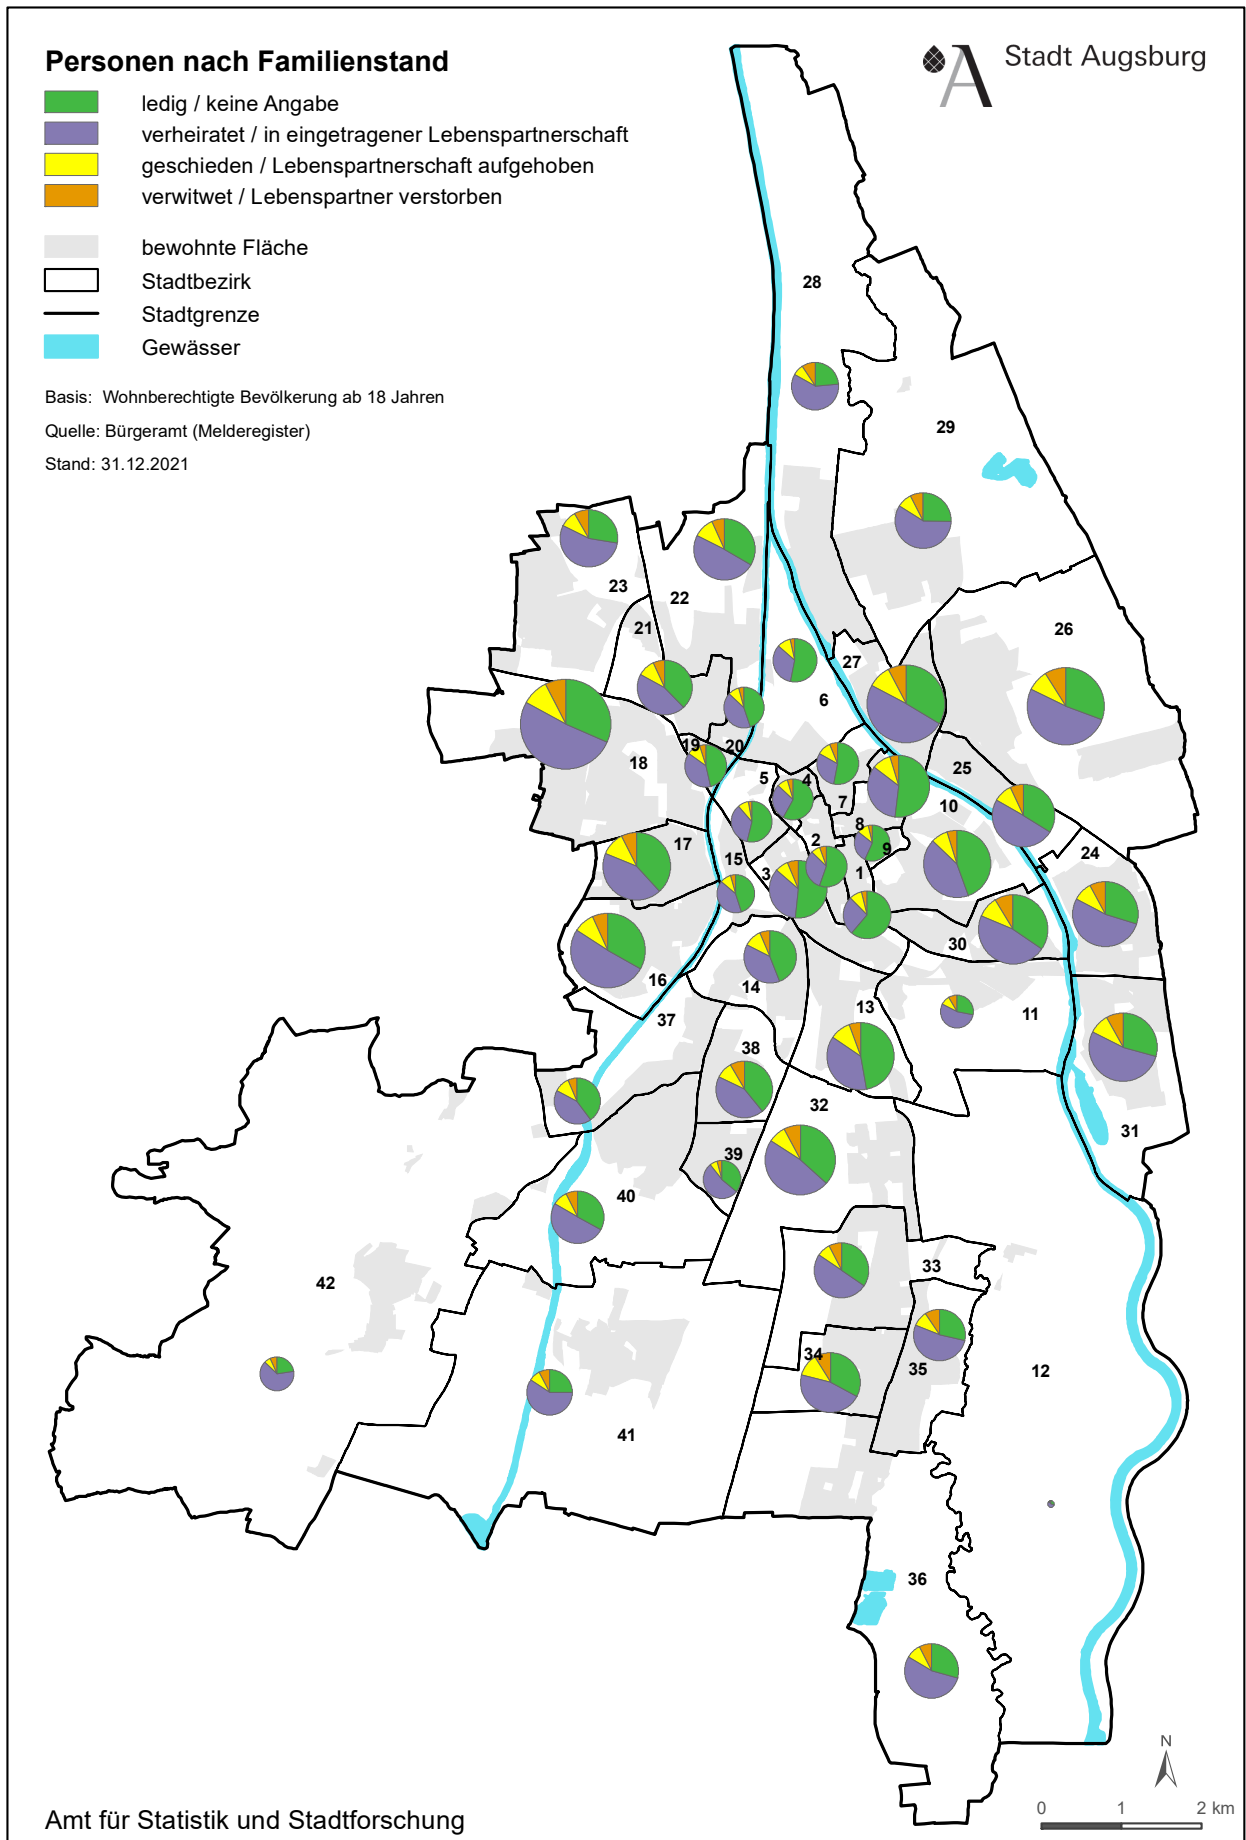 Personen nach Familienstand
Stadt Augsburg
ledig / keine Angabe
verheiratet / in eingetragener Lebenspartnerschaft
geschieden / Lebenspartnerschaft aufgehoben
verwitwet / Lebenspartner verstorben
bewohnte Fläche
Stadtbezirk
Stadtgrenze
Gewässer
Basis: Wohnberechtigte Bevölkerung ab 18 Jahren
Quelle: Bürgeramt (Melderegister)
Stand: 31.12.2021
28
29
23
22
21
26
27
6
19
20
18
5
4
25
7
10
8
2
9
17
15
3
1
24
30
16
14
13
11
37
38
32
31
39
40
33
42
34
35
12
41
36
N
0 1 2 km
Amt für Statistik und Stadtforschung